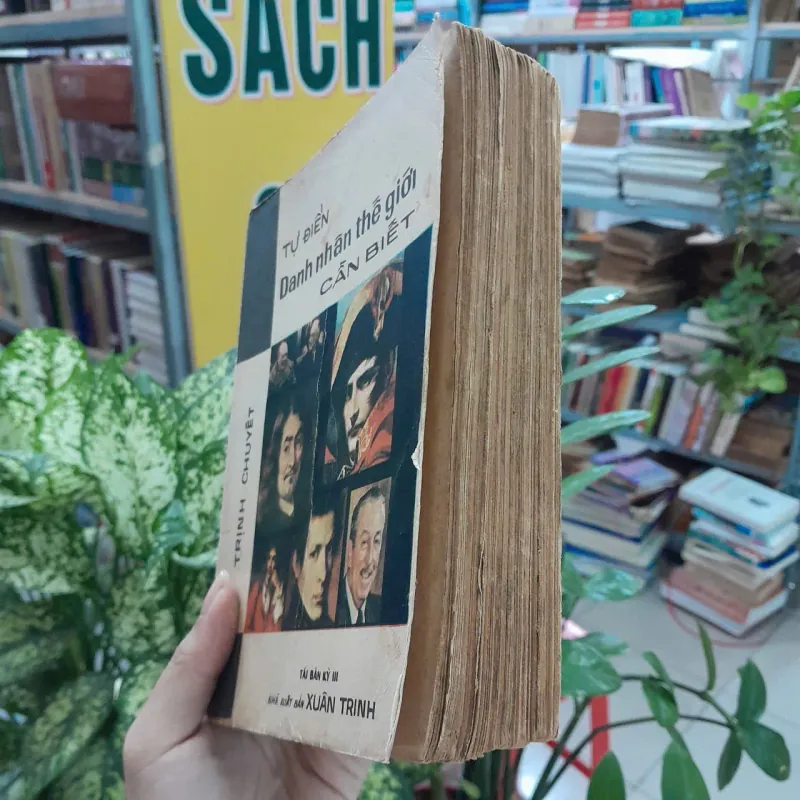 SÁCH
TỰ ĐIỂN
Danh nhân thế giới
CẦN BIẾT
TRỊNH CHUYẾT
TÁI BẢN KỲ III
NHÀ XUẤT BẢN XUÂN TRINH